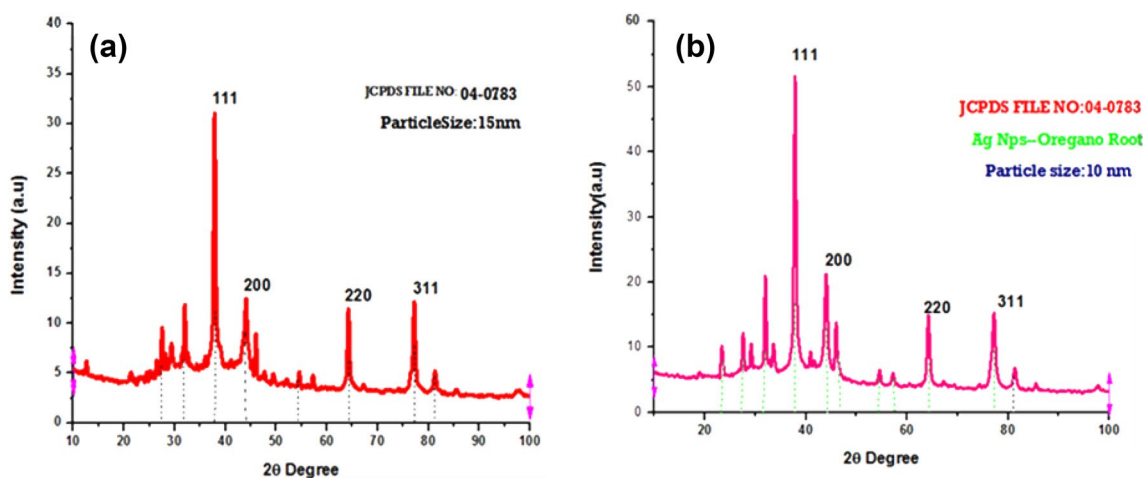 (a)
40
35
30
25
20
15
10
5
0
Intensity (a.u)
111
200
220
311
JCPDS FILE NO: 04-0783
ParticleSize:15nm
10 20 30 40 50 60 70 80 90 100
2θ Degree
(b)
60
50
40
30
20
10
0
Intensity(a.u)
111
200
220
311
JCPDS FILE NO:04-0783
Ag Nps–Oregano Root
Particle size:10 nm
20 40 60 80 100
2θ Degree